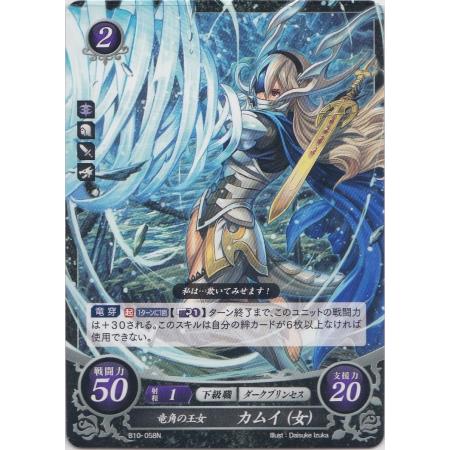 2
私は…欺いてみせます！
竜穿 起 1ターンに1回 ターン終了まで、このユニットの戦闘力
は＋30される。このスキルは自分の絆カードが6枚以上なければ
使用できない。
戦闘力
50
射程
1
下級職
ダークプリンセス
支援力
20
竜角の王女
カムイ（女）
B10-058N
Illust：Daisuke Izuka